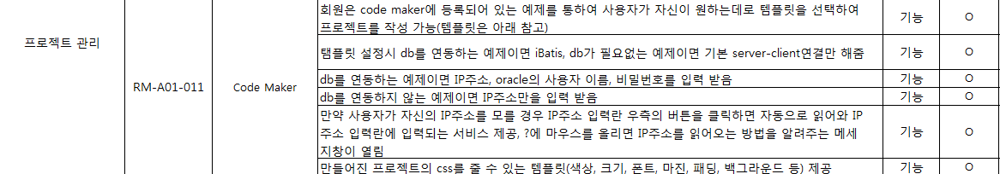 회원은 code maker에 등록되어 있는 예제를 통하여 사용자가 자신이 원하는데로 템플릿을 선택하여
프로젝트를 작성 가능(템플릿은 아래 참고)
기능
O
프로젝트 관리
탬플릿 설정시 db를 연동하는 예제이면 iBatis, db가 필요없는 예제이면 기본 server-client연결만 해줌
기능
O
RM-A01-011
Code Maker
db를 연동하는 예제이면 IP주소, oracle의 사용자 이름, 비밀번호를 입력 받음
기능
O
db를 연동하지 않는 예제이면 IP주소만을 입력 받음
기능
O
만약 사용자가 자신의 IP주소를 모를 경우 IP주소 입력란 우측의 버튼을 클릭하면 자동으로 읽어와 IP
주소 입력란에 입력되는 서비스 제공, ?에 마우스를 올리면 IP주소를 읽어오는 방법을 알려주는 메세
지창이 열림
기능
O
만들어진 프로젝트의 css를 줄 수 있는 템플릿(색상, 크기, 폰트, 마진, 패딩, 백그라운드 등) 제공
기능
O